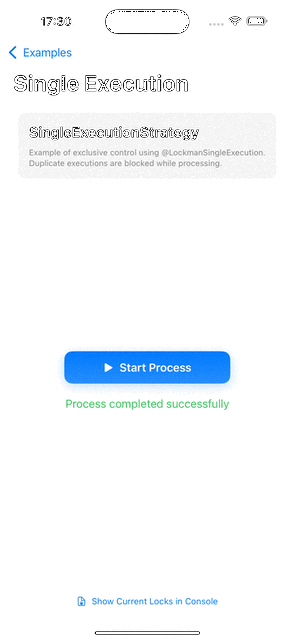 17:30
Examples
Single Execution
SingleExecutionStrategy
Example of exclusive control using @LockmanSingleExecution.
Duplicate executions are blocked while processing.
Start Process
Process completed successfully
Show Current Locks in Console